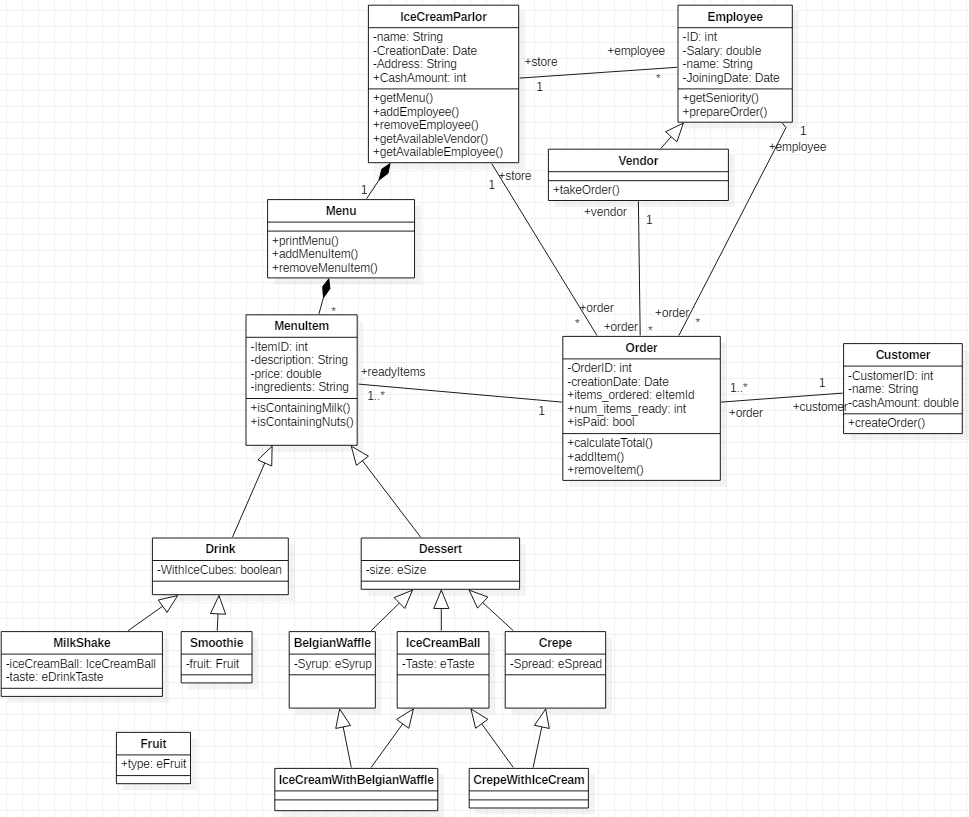 IceCreamParlor
-name: String
-CreationDate: Date
-Address: String
+CashAmount: int
+getMenu()
+addEmployee()
+removeEmployee()
+getAvailableVendor()
+getAvailableEmployee()
+store
1
+employee
*
Employee
-ID: int
-Salary: double
-name: String
-JoiningDate: Date
+getSeniority()
+prepareOrder()
1
+employee
Vendor
+takeOrder()
+vendor
1
1
+store
1
Menu
+printMenu()
+addMenuItem()
+removeMenuItem()
*
MenuItem
-ItemID: int
-description: String
-price: double
-ingredients: String
+isContainingMilk()
+isContainingNuts()
+readyItems
1..*
1
+order
*
+order
*
+order
*
Order
-OrderID: int
-creationDate: Date
+items_ordered: eItemId
+num_items_ready: int
+isPaid: bool
+calculateTotal()
+addItem()
+removeItem()
1..*
+order
1
+customer
Customer
-CustomerID: int
-name: String
-cashAmount: double
+createOrder()
Drink
-WithIceCubes: boolean
Dessert
-size: eSize
MilkShake
-iceCreamBall: IceCreamBall
-taste: eDrinkTaste
Smoothie
-fruit: Fruit
BelgianWaffle
-Syrup: eSyrup
IceCreamBall
-Taste: eTaste
Crepe
-Spread: eSpread
Fruit
+type: eFruit
IceCreamWithBelgianWaffle
CrepeWithIceCream